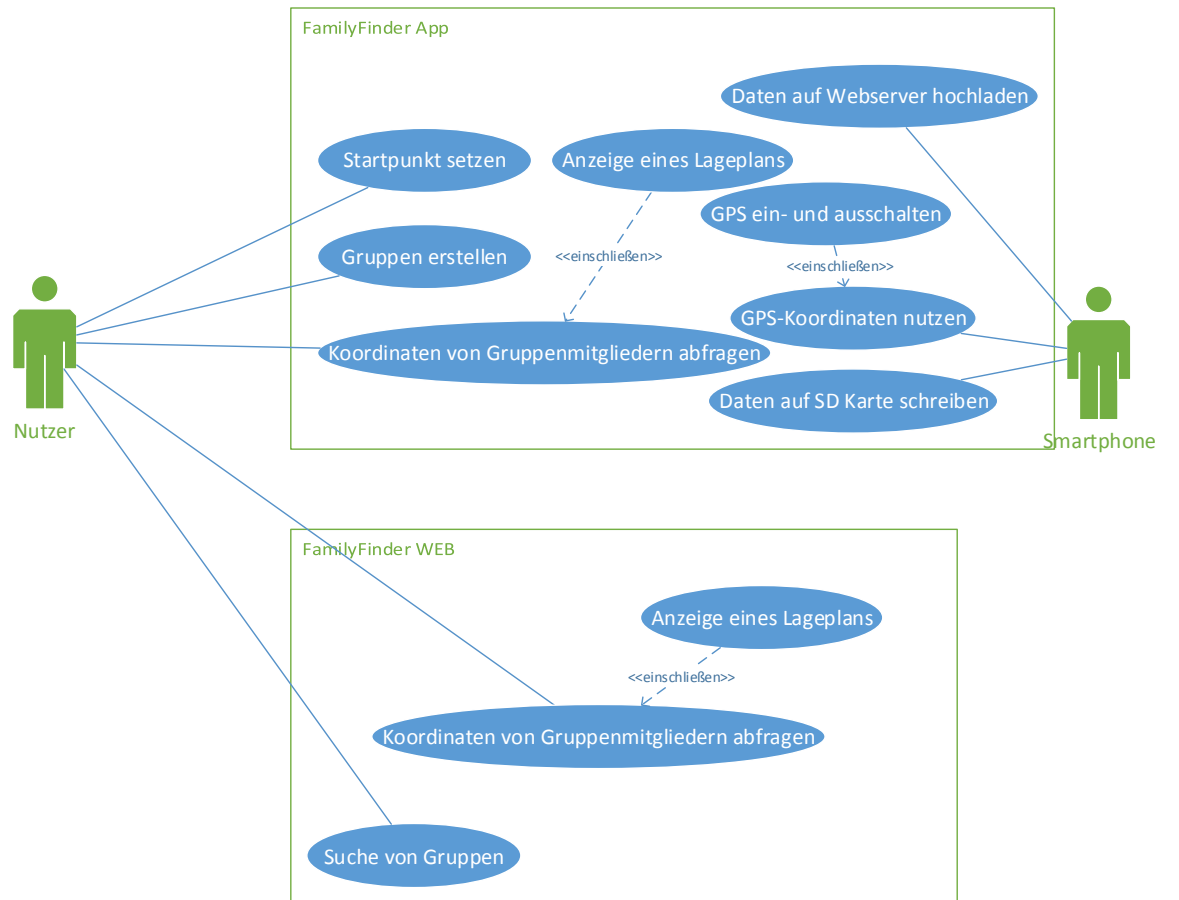 FamilyFinder App
Daten auf Webserver hochladen
Startpunkt setzen
Anzeige eines Lageplans
GPS ein- und ausschalten
Gruppen erstellen
<<einschließen>>
<<einschließen>>
GPS-Koordinaten nutzen
Koordinaten von Gruppenmitgliedern abfragen
Daten auf SD Karte schreiben
Nutzer
Smartphone
FamilyFinder WEB
Anzeige eines Lageplans
<<einschließen>>
Koordinaten von Gruppenmitgliedern abfragen
Suche von Gruppen